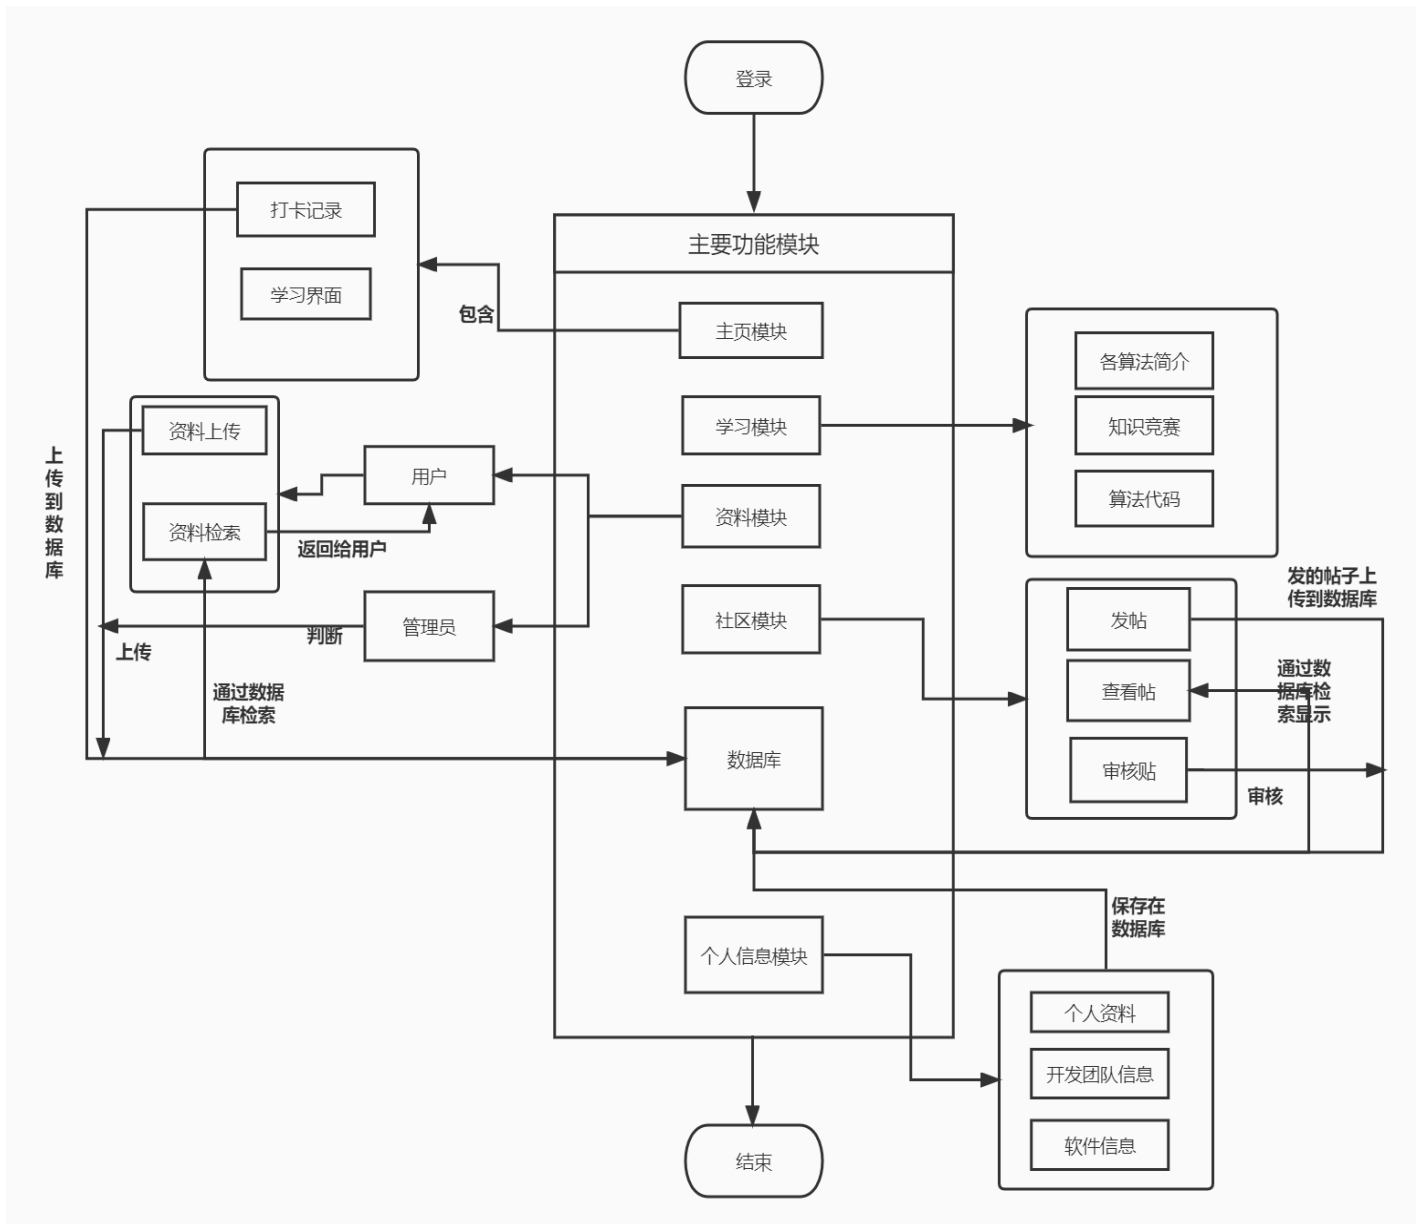 登录
打卡记录
学习界面
包含
主要功能模块
主页模块
学习模块
资料模块
社区模块
数据库
个人信息模块
结束
各算法简介
知识竞赛
算法代码
资料上传
资料检索
用户
返回给用户
管理员
判断
上传
通过数据
库检索
上
传
到
数
据
库
发的帖子上
传到数据库
发帖
查看帖
审核贴
通过数
据库检
索显示
审核
保存在
数据库
个人资料
开发团队信息
软件信息